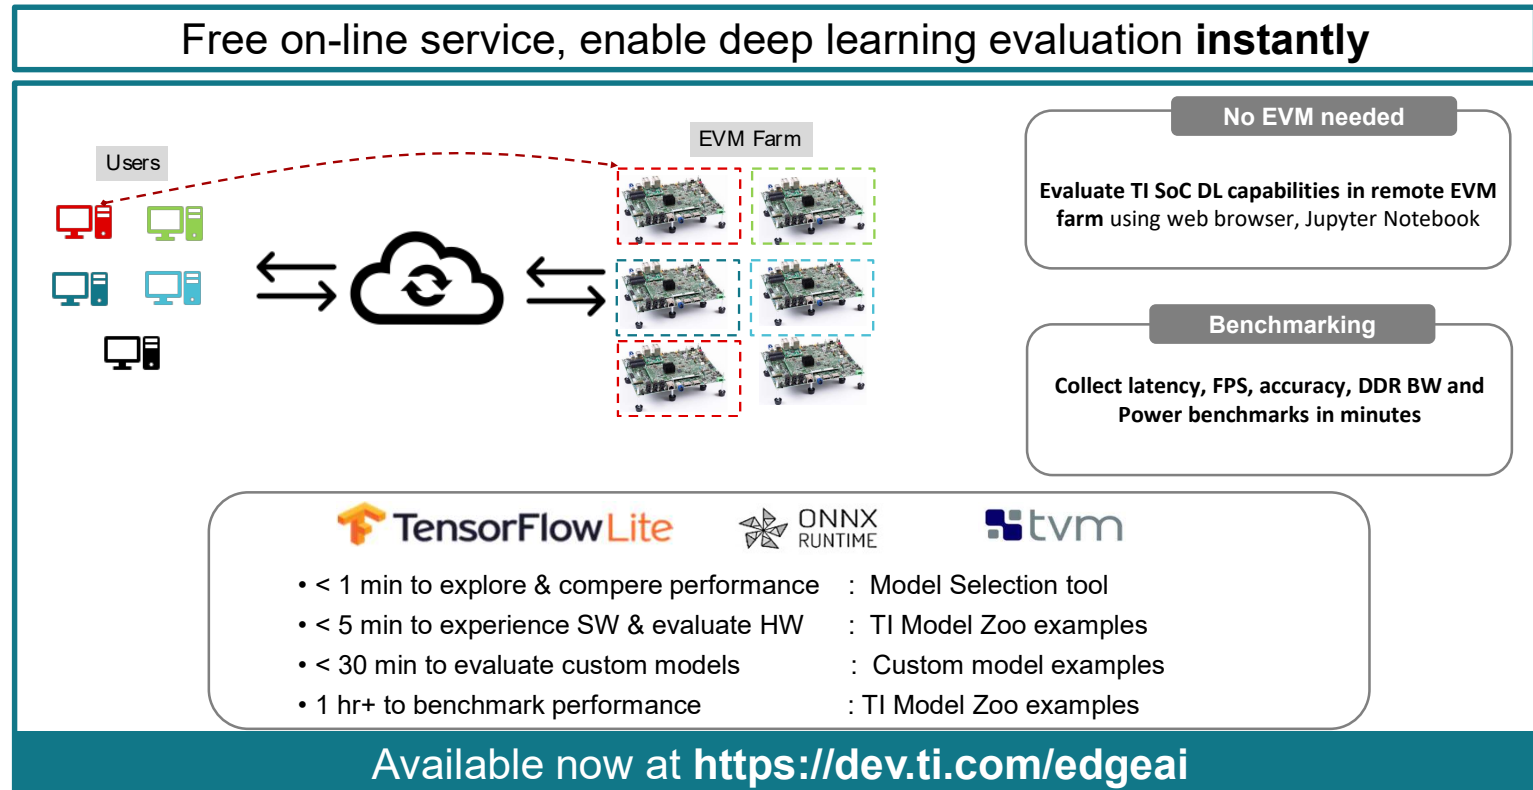 Free on-line service, enable deep learning evaluation instantly
Users
EVM Farm
No EVM needed
Evaluate TI SoC DL capabilities in remote EVM
farm using web browser, Jupyter Notebook
Benchmarking
Collect latency, FPS, accuracy, DDR BW and
Power benchmarks in minutes
TensorFlow Lite
ONNX
RUNTIME
tvm
• < 1 min to explore & compere performance : Model Selection tool
• < 5 min to experience SW & evaluate HW : TI Model Zoo examples
• < 30 min to evaluate custom models : Custom model examples
• 1 hr+ to benchmark performance : TI Model Zoo examples
Available now at https://dev.ti.com/edgeai